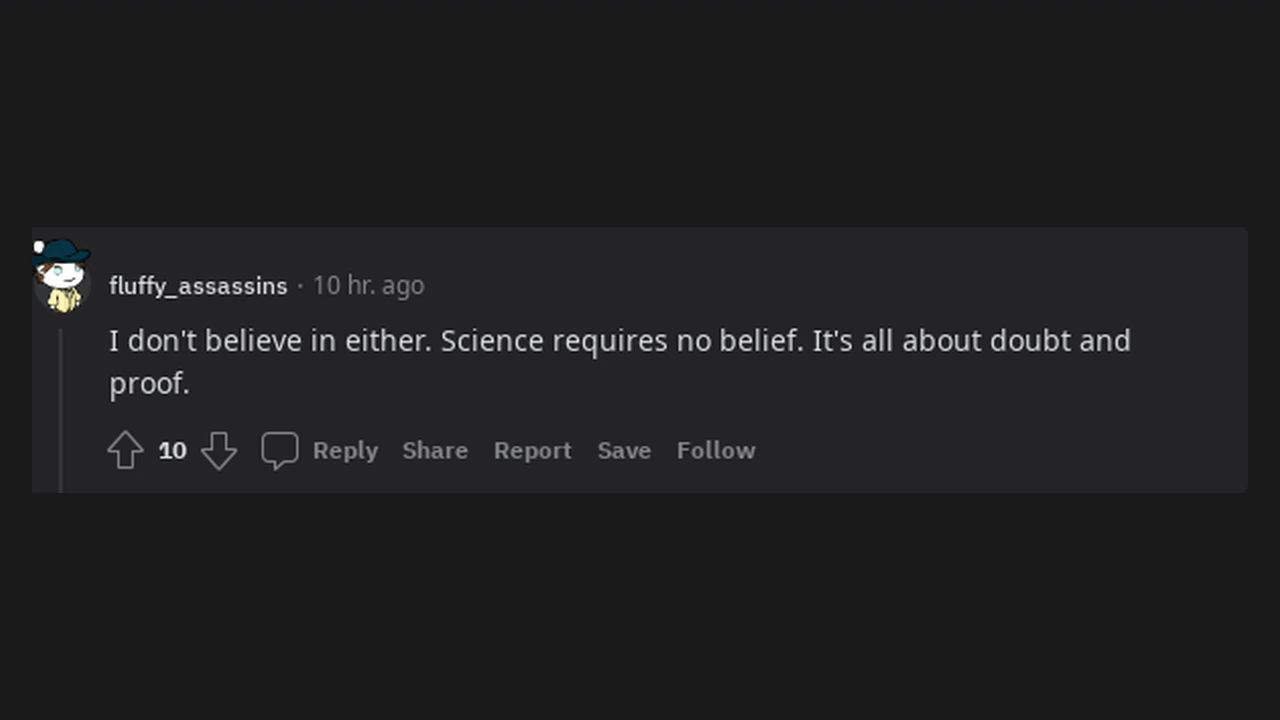 fluffy_assassins · 10 hr. ago
I don't believe in either. Science requires no belief. It's all about doubt and
proof.
10 Reply Share Report Save Follow